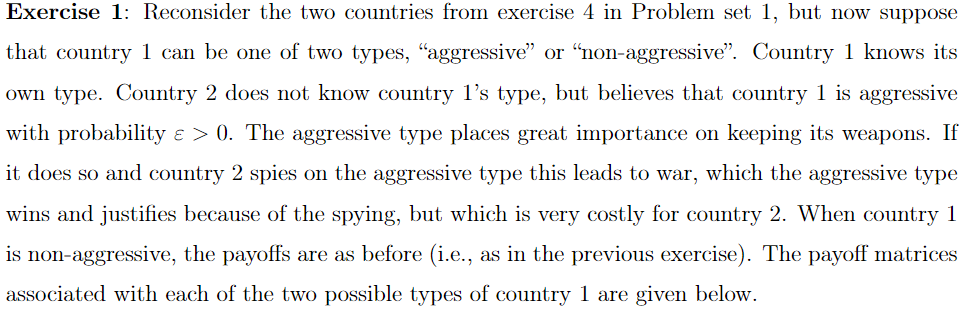 Exercise 1: Reconsider the two countries from exercise 4 in Problem set 1, but now suppose
that country 1 can be one of two types, “aggressive” or “non-aggressive”. Country 1 knows its
own type. Country 2 does not know country 1’s type, but believes that country 1 is aggressive
with probability ε > 0. The aggressive type places great importance on keeping its weapons. If
it does so and country 2 spies on the aggressive type this leads to war, which the aggressive type
wins and justifies because of the spying, but which is very costly for country 2. When country 1
is non-aggressive, the payoffs are as before (i.e., as in the previous exercise). The payoff matrices
associated with each of the two possible types of country 1 are given below.